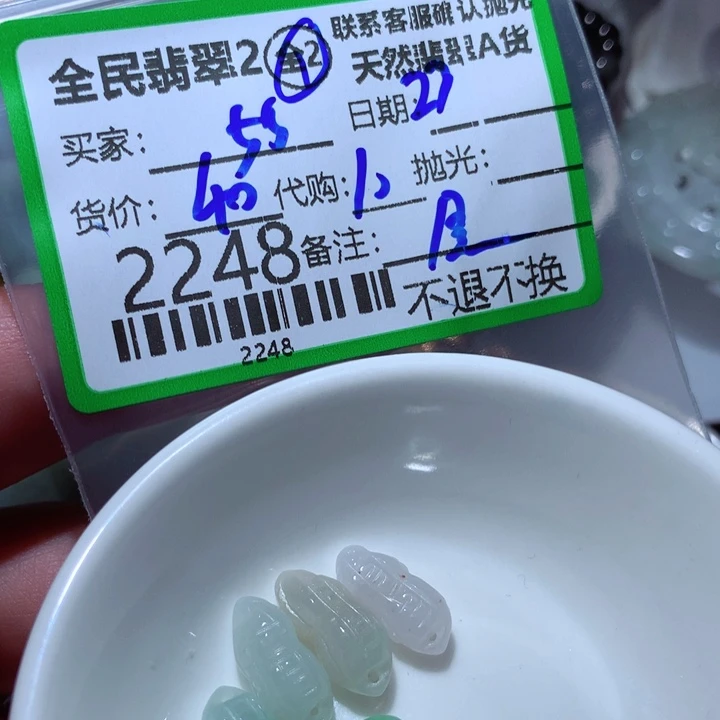 联系客服确认抛光
全民翡翠2
天然翡翠A货
买家：
日期 27
货价：40 代购：10 抛光：
2248 备注：
不退不换
2248